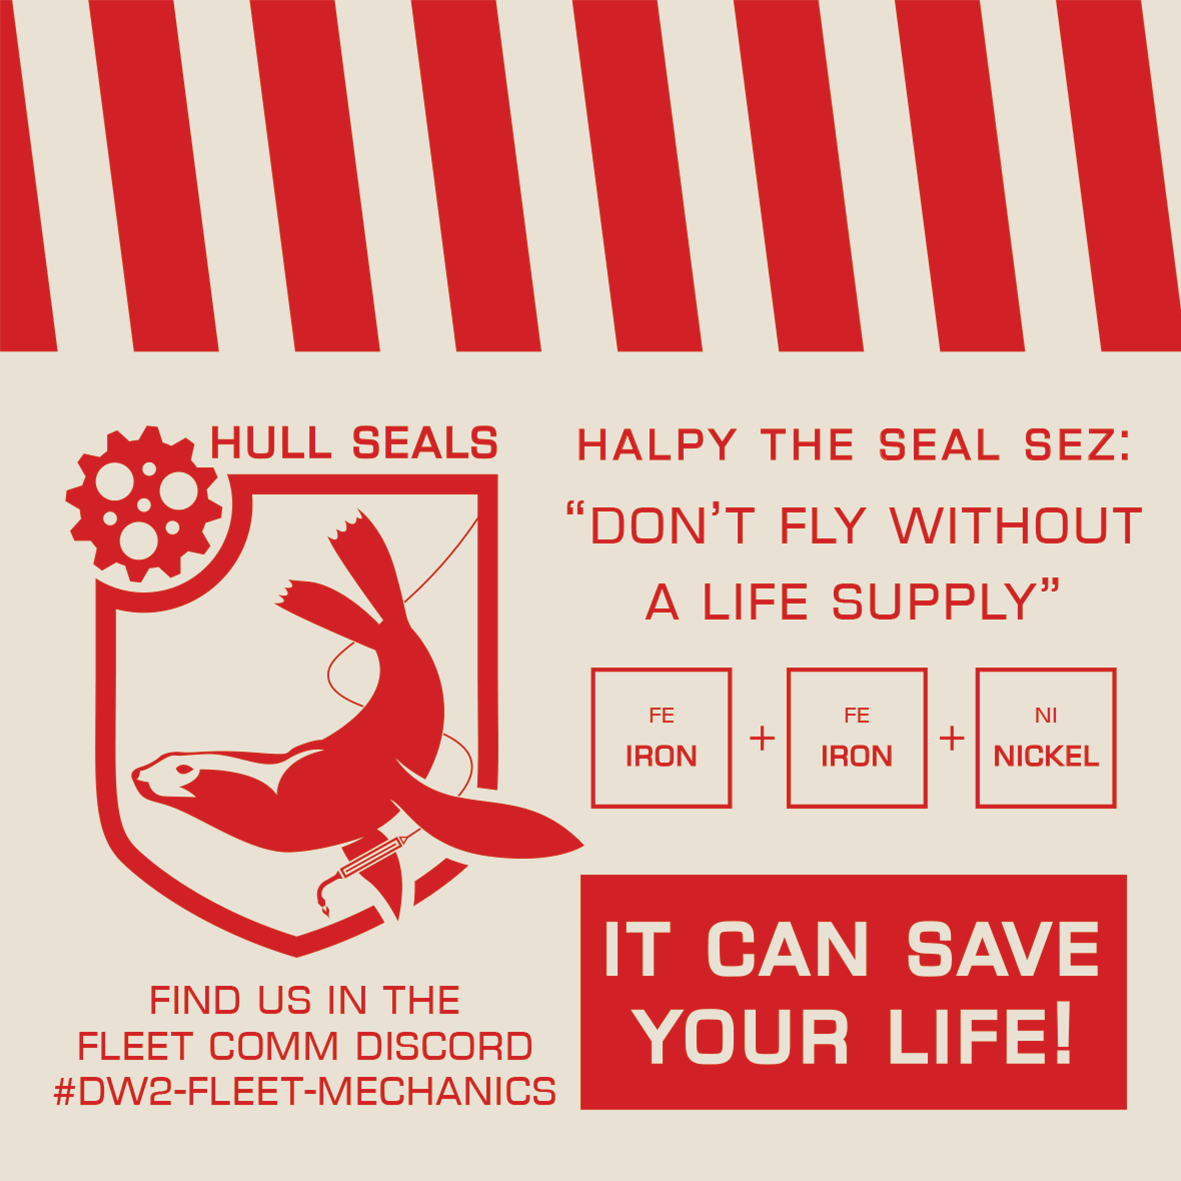 HULL SEALS
FIND US IN THE
FLEET COMM DISCORD
#DW2-FLEET-MECHANICS
HALPY THE SEAL SEZ:
“DON’T FLY WITHOUT
A LIFE SUPPLY”
FE
IRON
+
FE
IRON
+
NI
NICKEL
IT CAN SAVE
YOUR LIFE!